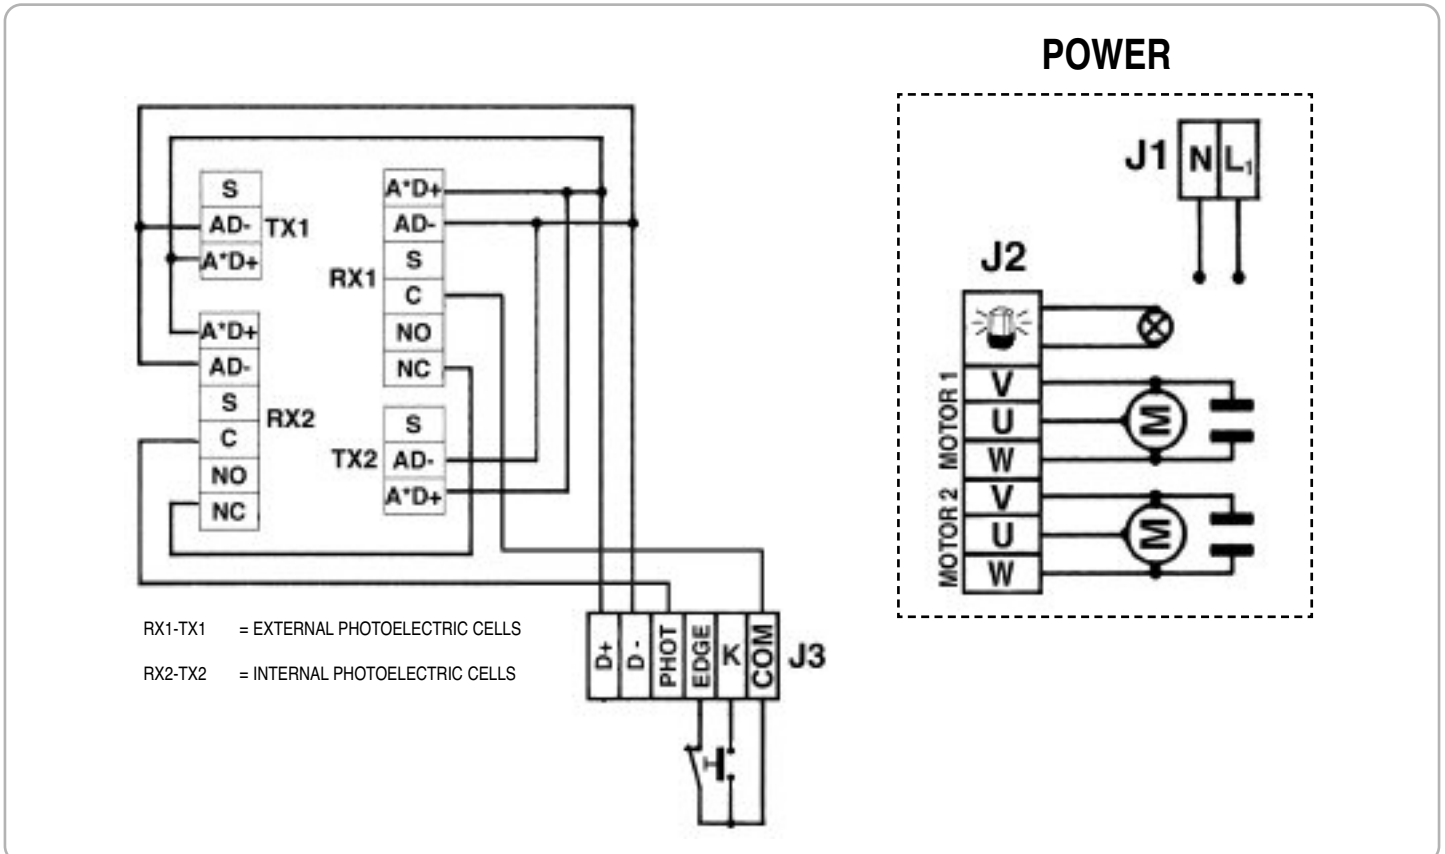 POWER
J1
N
L1
J2
MOTOR 1
V
U
W
MOTOR 2
V
U
W
M
M
S
AD-
A*D+
TX1
A*D+
AD-
S
C
NO
NC
RX2
A*D+
AD-
S
C
NO
NC
RX1
S
AD-
A*D+
TX2
D+
D -
PHOT
EDGE
K
COM
J3
RX1-TX1 = EXTERNAL PHOTOELECTRIC CELLS
RX2-TX2 = INTERNAL PHOTOELECTRIC CELLS